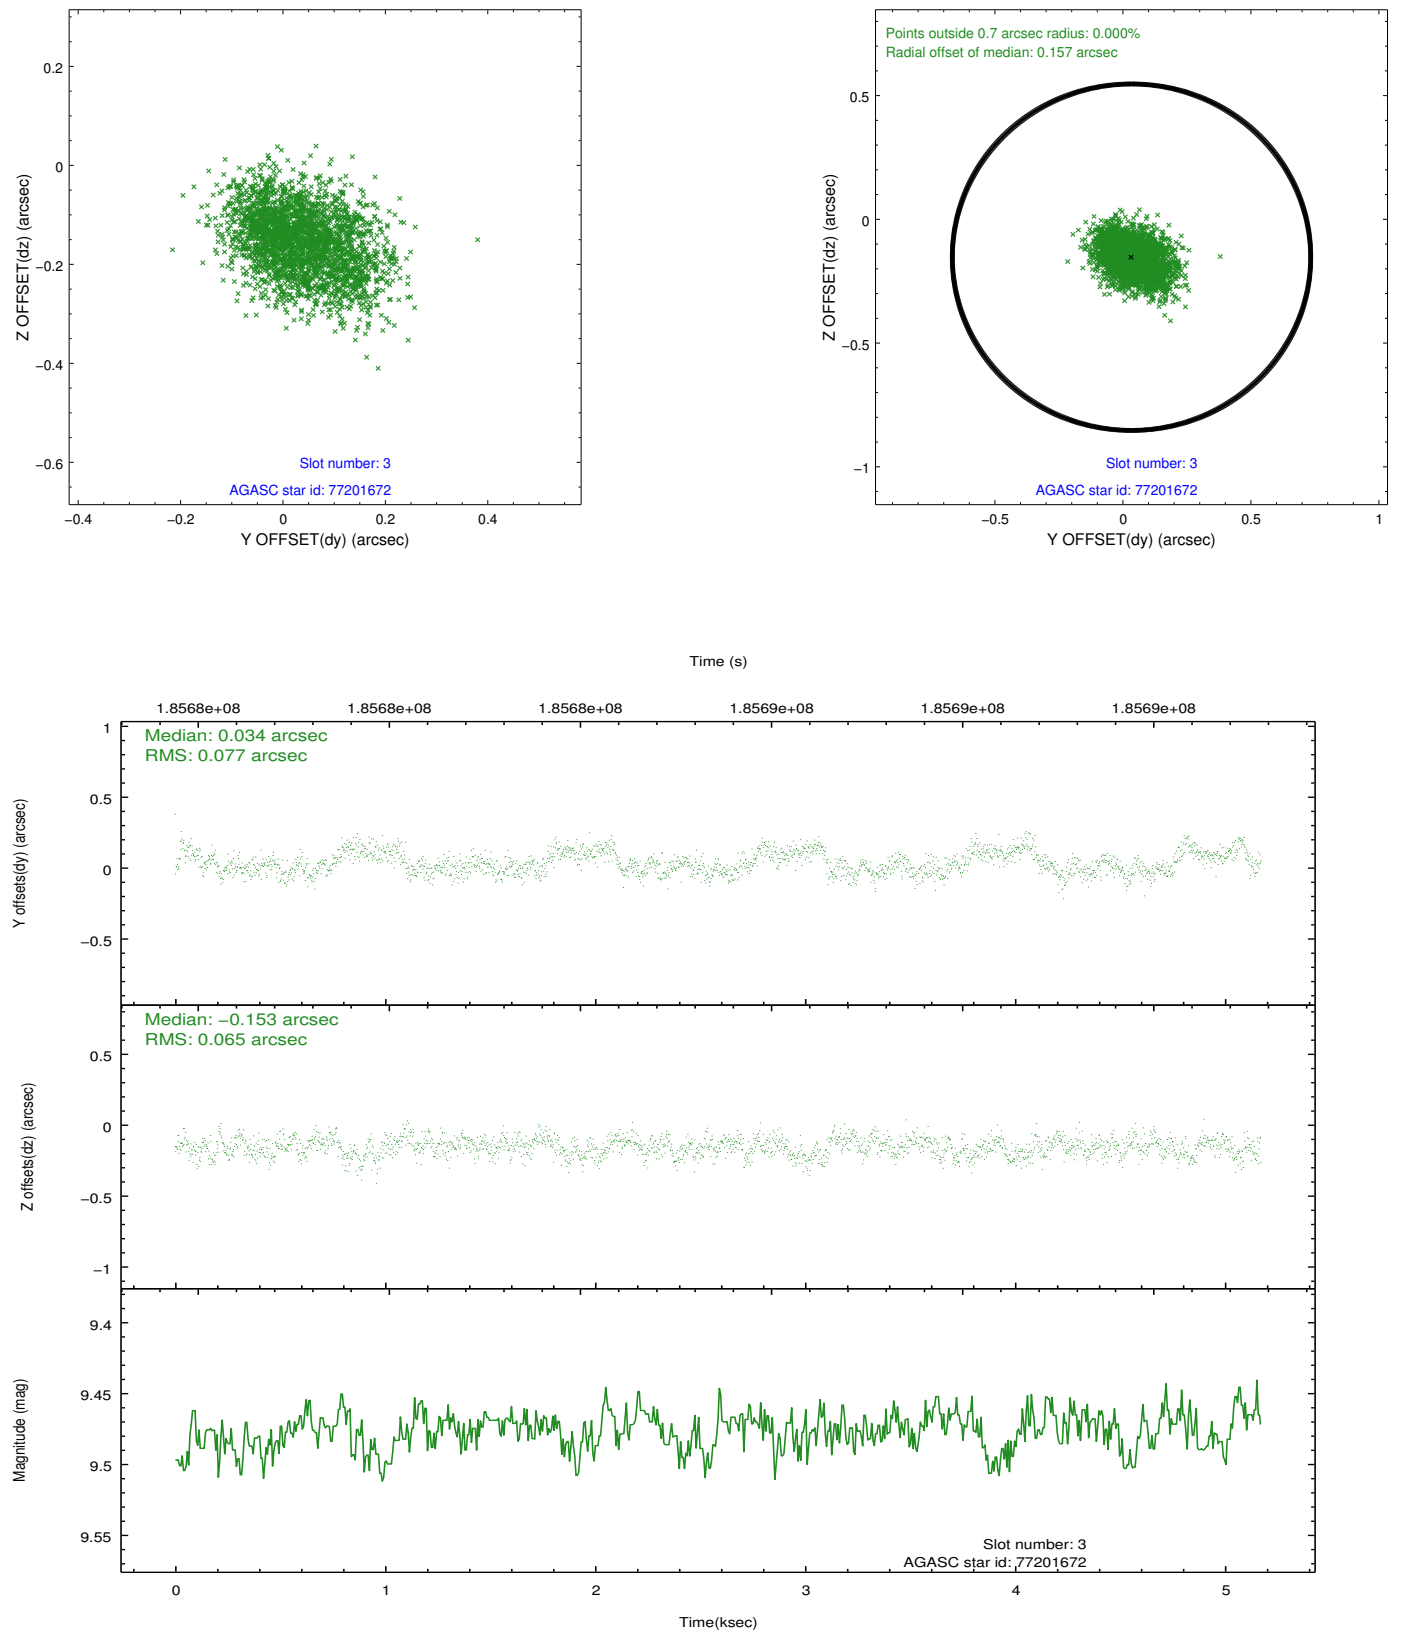 0.2
0
−0.2
−0.4
−0.6
Z OFFSET(dz) (arcsec)
Slot number: 3
AGASC star id: 77201672
−0.4
−0.2
0
0.2
0.4
Y OFFSET(dy) (arcsec)
Points outside 0.7 arcsec radius: 0.000%
Radial offset of median: 0.157 arcsec
0.5
0
−0.5
−1
Z OFFSET(dz) (arcsec)
Slot number: 3
AGASC star id: 77201672
−0.5
0
0.5
1
Y OFFSET(dy) (arcsec)
Time (s)
1.8568e+08
1.8568e+08
1.8568e+08
1.8569e+08
1.8569e+08
1.8569e+08
Median: 0.034 arcsec
RMS: 0.077 arcsec
1
0.5
0
−0.5
Y offsets(dy) (arcsec)
Median: −0.153 arcsec
RMS: 0.065 arcsec
0.5
0
−0.5
−1
Z offsets(dz) (arcsec)
9.4
9.45
9.5
9.55
Magnitude (mag)
Slot number: 3
AGASC star id: 77201672
0
1
2
3
4
5
Time(ksec)